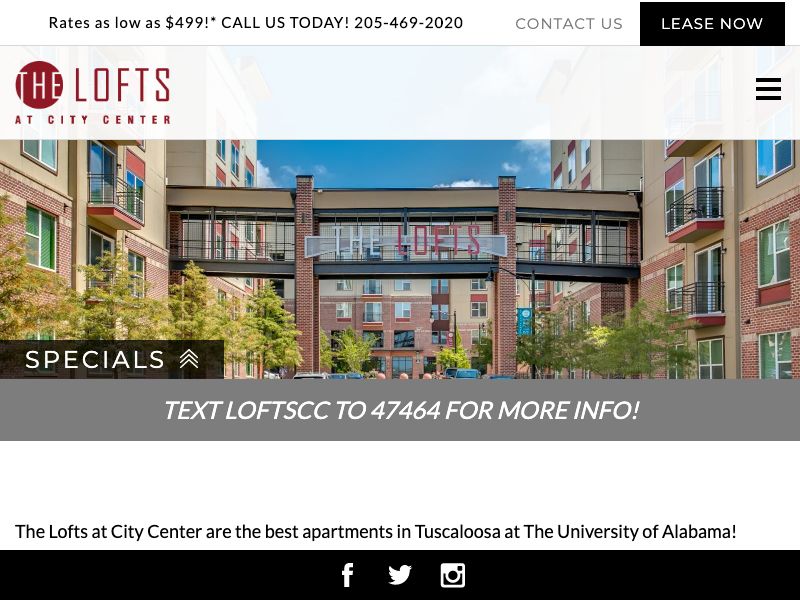 Rates as low as $499!* CALL US TODAY! 205-469-2020
CONTACT US
LEASE NOW
THE LOFTS
AT CITY CENTER
THE LOFTS
SPECIALS
TEXT LOFTSCC TO 47464 FOR MORE INFO!
The Lofts at City Center are the best apartments in Tuscaloosa at The University of Alabama!